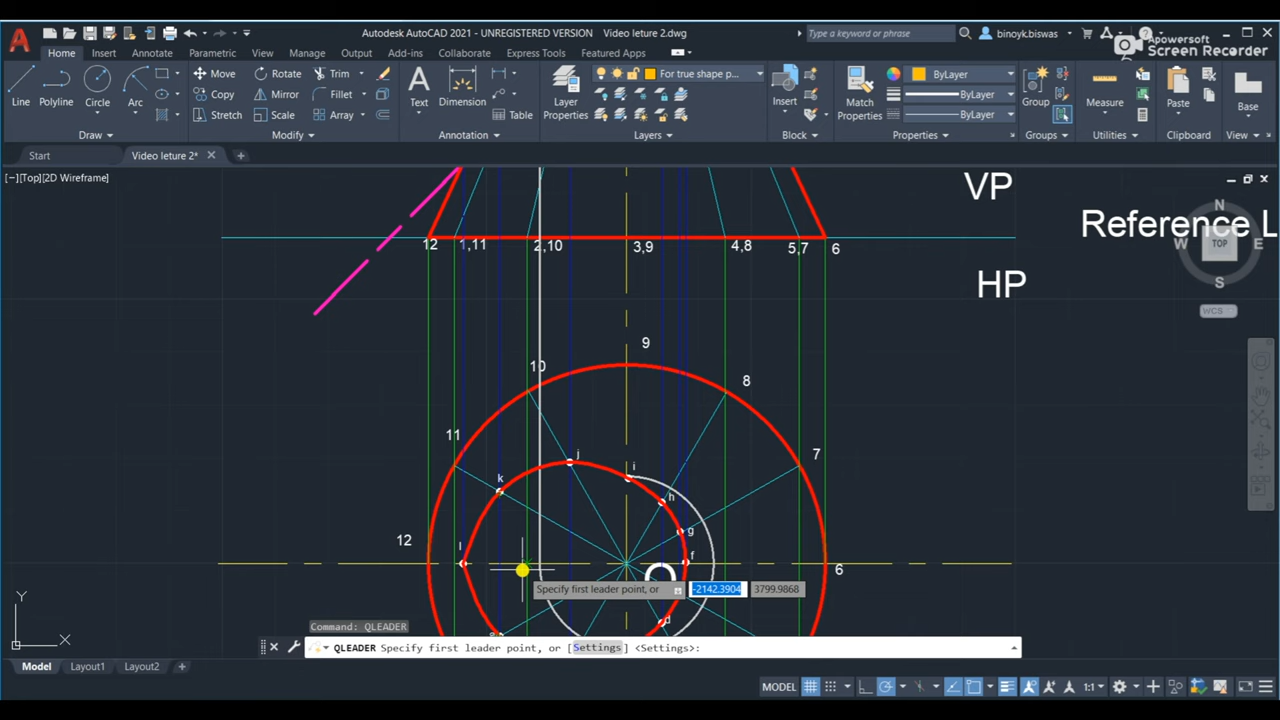 Autodesk AutoCAD 2021 - UNREGISTERED VERSION Video leture 2.dwg
Type a keyword or phrase
binoyk.biswas
Apowersoft
Screen Recorder
Home Insert Annotate Parametric View Manage Output Add-ins Collaborate Express Tools Featured Apps
Line Polyline Circle Arc
Move Rotate Trim
Copy Mirror Fillet
Stretch Scale Array
Text Dimension Table
Layer Properties
For true shape p...
Insert
Match Properties
ByLayer
ByLayer
ByLayer
Group Measure Paste Base
Draw Modify Annotation Layers Block Properties Groups Utilities Clipboard View
Start Video leture 2*
[–][Top][2D Wireframe]
VP
Reference L
HP
N
W TOP E
S
WCS
12 1,11 2,10 3,9 4,8 5,7 6
9
10 8
11 7
12 6
j i
k h
g
l f
d
Specify first leader point, or -2142.3904 3799.9868
Y
X
Command: QLEADER
QLEADER Specify first leader point, or [Settings] <Settings>:
Model Layout1 Layout2
MODEL 1:1